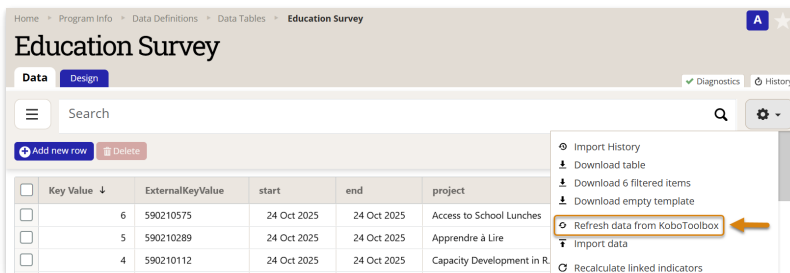 Home ▸ Program Info ▸ Data Definitions ▸ Data Tables ▸ Education Survey
A
Education Survey
Data Design
Diagnostics History
Search
Add new row Delete
Import History
Download table
Download 6 filtered items
Download empty template
Refresh data from KoboToolbox
Import data
Recalculate linked indicators
Key Value ↓ ExternalKeyValue start end project
6 590210575 24 Oct 2025 24 Oct 2025 Access to School Lunches
5 590210289 24 Oct 2025 24 Oct 2025 Apprendre à Lire
4 590210112 24 Oct 2025 24 Oct 2025 Capacity Development in R